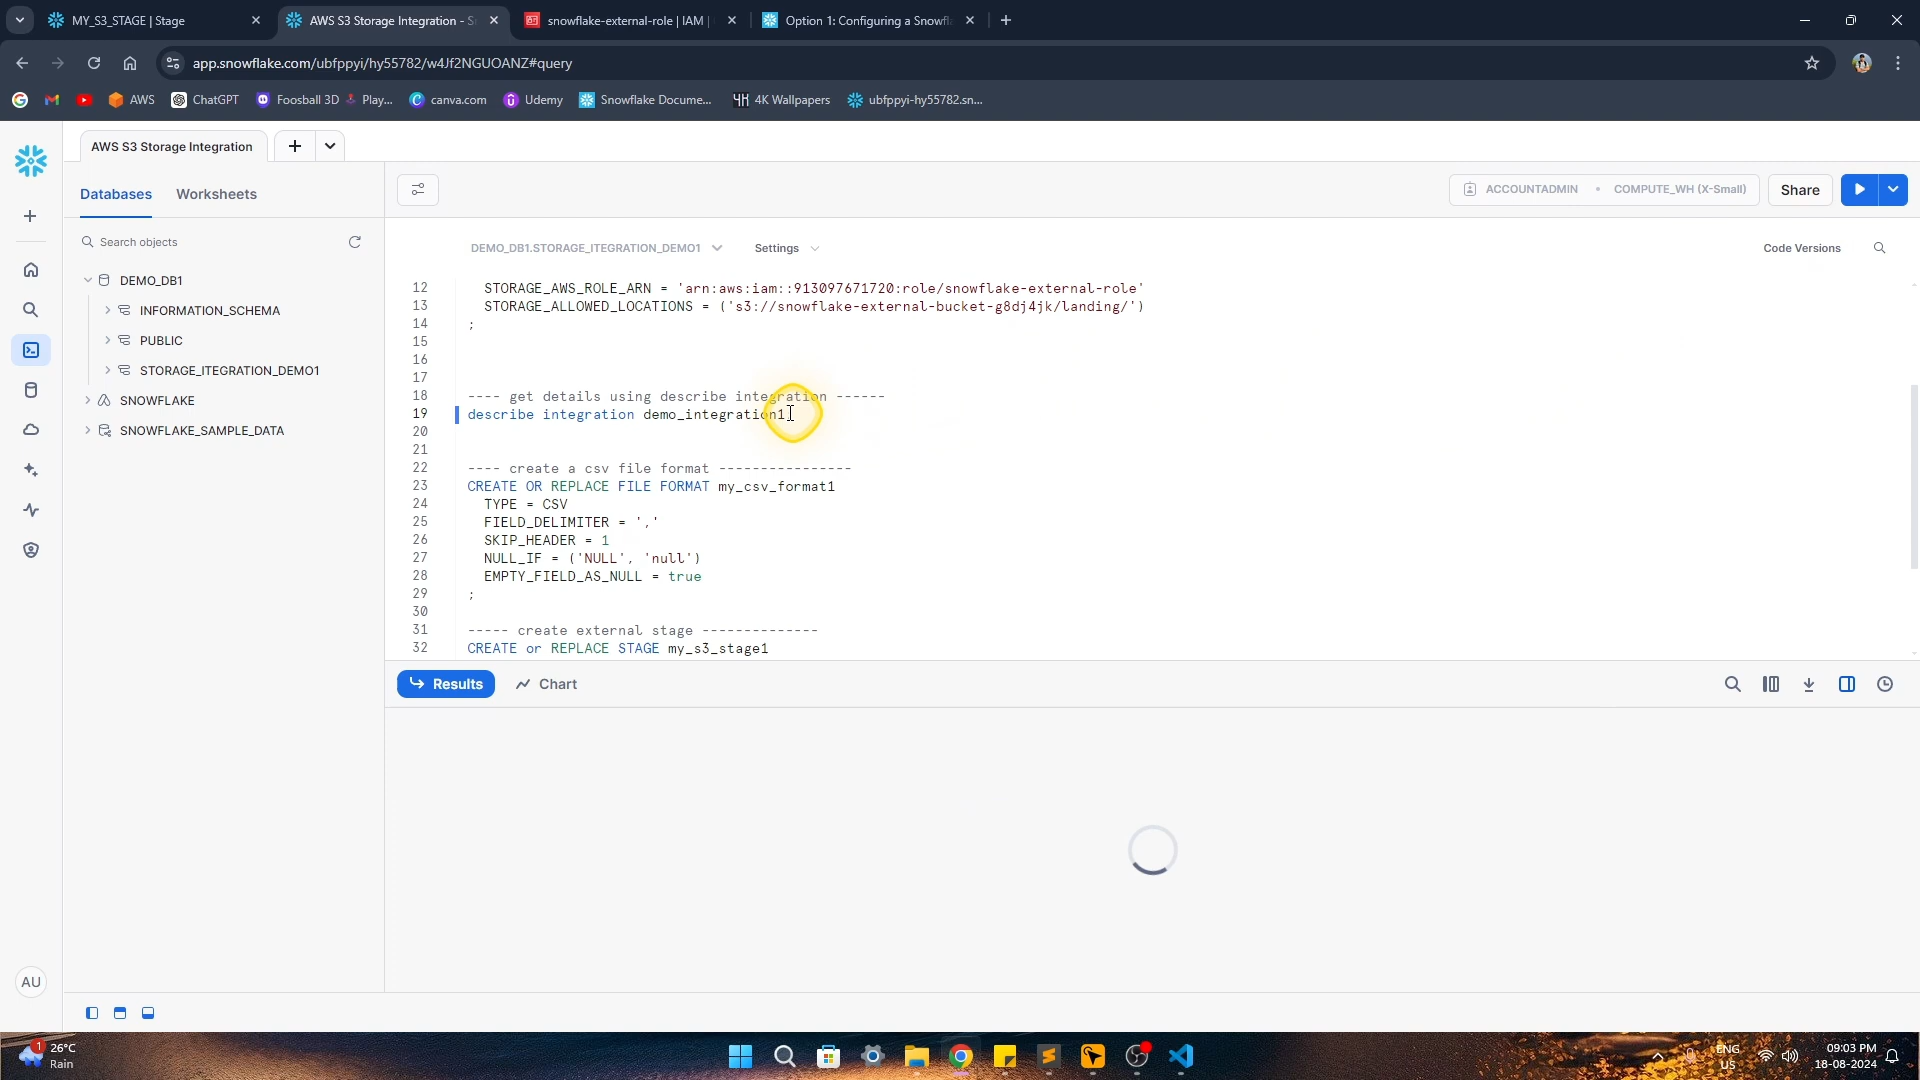 MY_S3_STAGE | Stage
AWS S3 Storage Integration - S
snowflake-external-role | IAM |
Option 1: Configuring a Snowfl
app.snowflake.com/ubfppyi/hy55782/w4Jf2NGUOANZ#query
AWS
ChatGPT
Foosball 3D
Play...
canva.com
Udemy
Snowflake Docume...
4K Wallpapers
ubfppyi-hy55782.sn...
AWS S3 Storage Integration
Databases
Worksheets
ACCOUNTADMIN • COMPUTE_WH (X-Small)
Share
Search objects
DEMO_DB1.STORAGE_ITEGRATION_DEMO1
Settings
Code Versions
DEMO_DB1
INFORMATION_SCHEMA
PUBLIC
STORAGE_ITEGRATION_DEMO1
SNOWFLAKE
SNOWFLAKE_SAMPLE_DATA
12 STORAGE_AWS_ROLE_ARN = 'arn:aws:iam::913097671720:role/snowflake-external-role'
13 STORAGE_ALLOWED_LOCATIONS = ('s3://snowflake-external-bucket-g8dj4jk/landing/')
14 ;
15
16
17
18 ---- get details using describe integration ------
19 describe integration demo_integration1;
20
21
22 ---- create a csv file format ----------------
23 CREATE OR REPLACE FILE FORMAT my_csv_format1
24 TYPE = CSV
25 FIELD_DELIMITER = ','
26 SKIP_HEADER = 1
27 NULL_IF = ('NULL', 'null')
28 EMPTY_FIELD_AS_NULL = true
29 ;
30
31 ----- create external stage --------------
32 CREATE or REPLACE STAGE my_s3_stage1
Results
Chart
AU
1
26°C
Rain
ENG
US
09:03 PM
18-08-2024